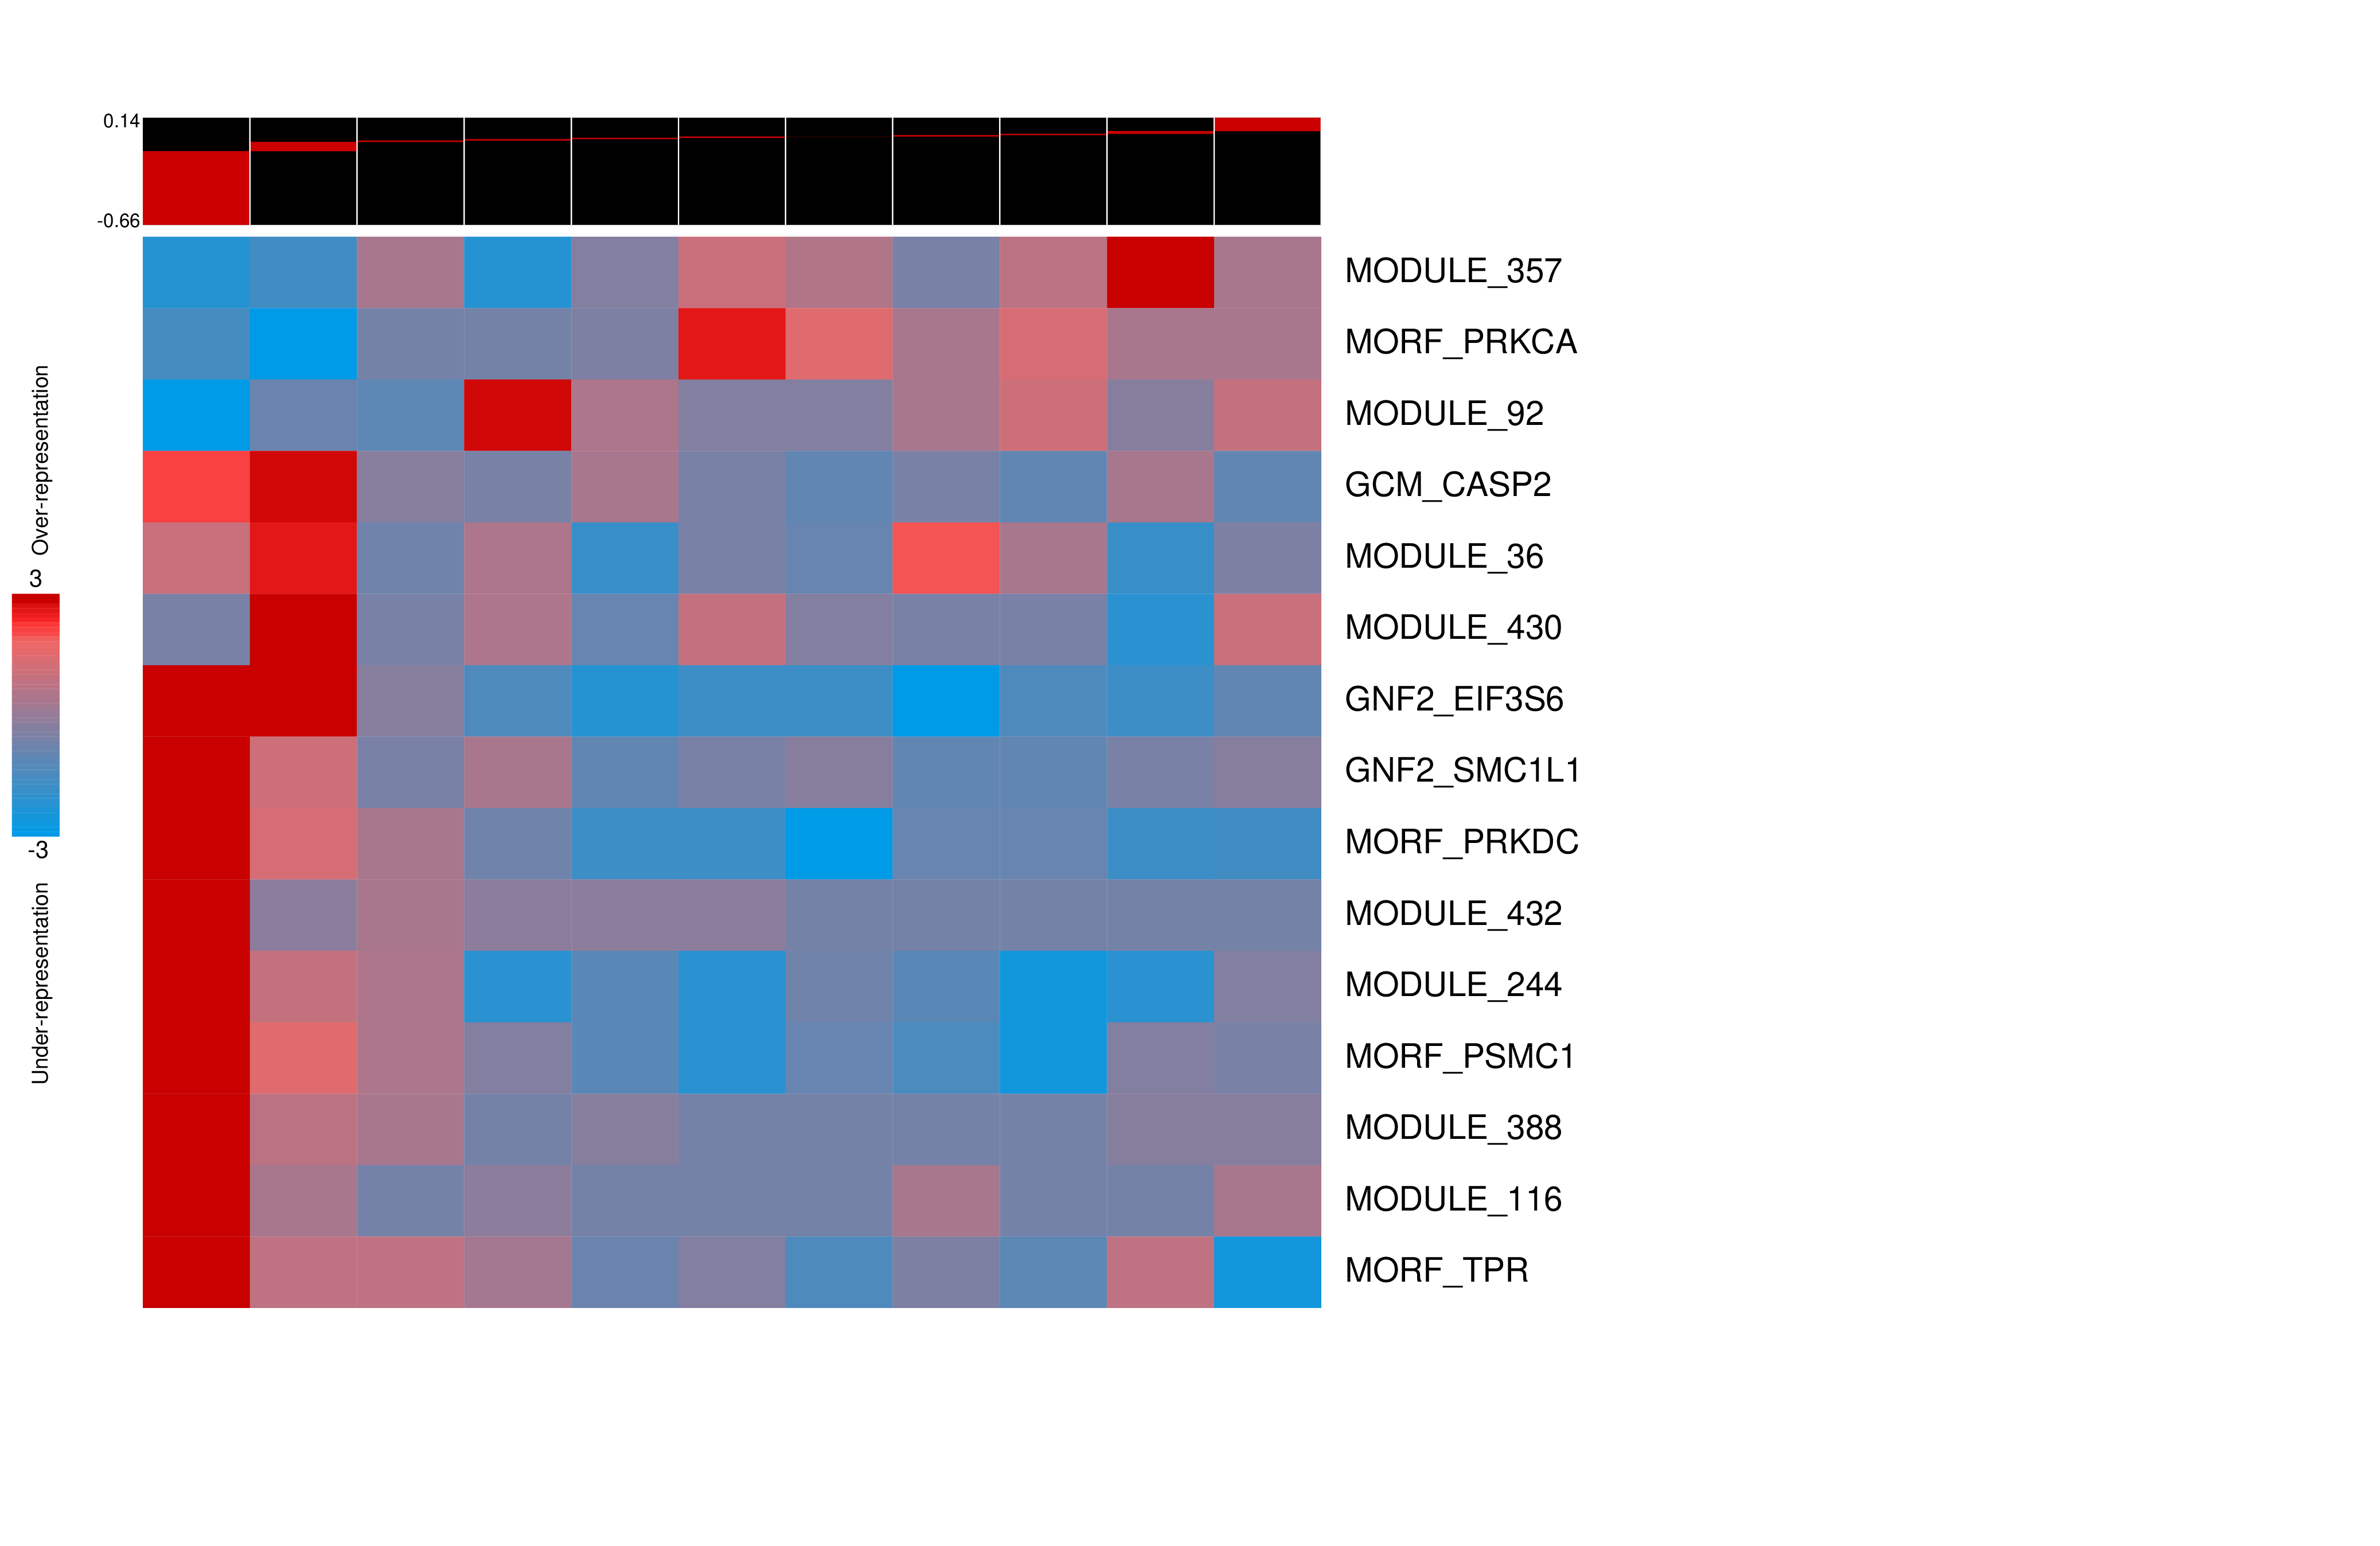 0.14
-0.66
Over-representation
3
-3
Under-representation
MODULE_357
MORF_PRKCA
MODULE_92
GCM_CASP2
MODULE_36
MODULE_430
GNF2_EIF3S6
GNF2_SMC1L1
MORF_PRKDC
MODULE_432
MODULE_244
MORF_PSMC1
MODULE_388
MODULE_116
MORF_TPR